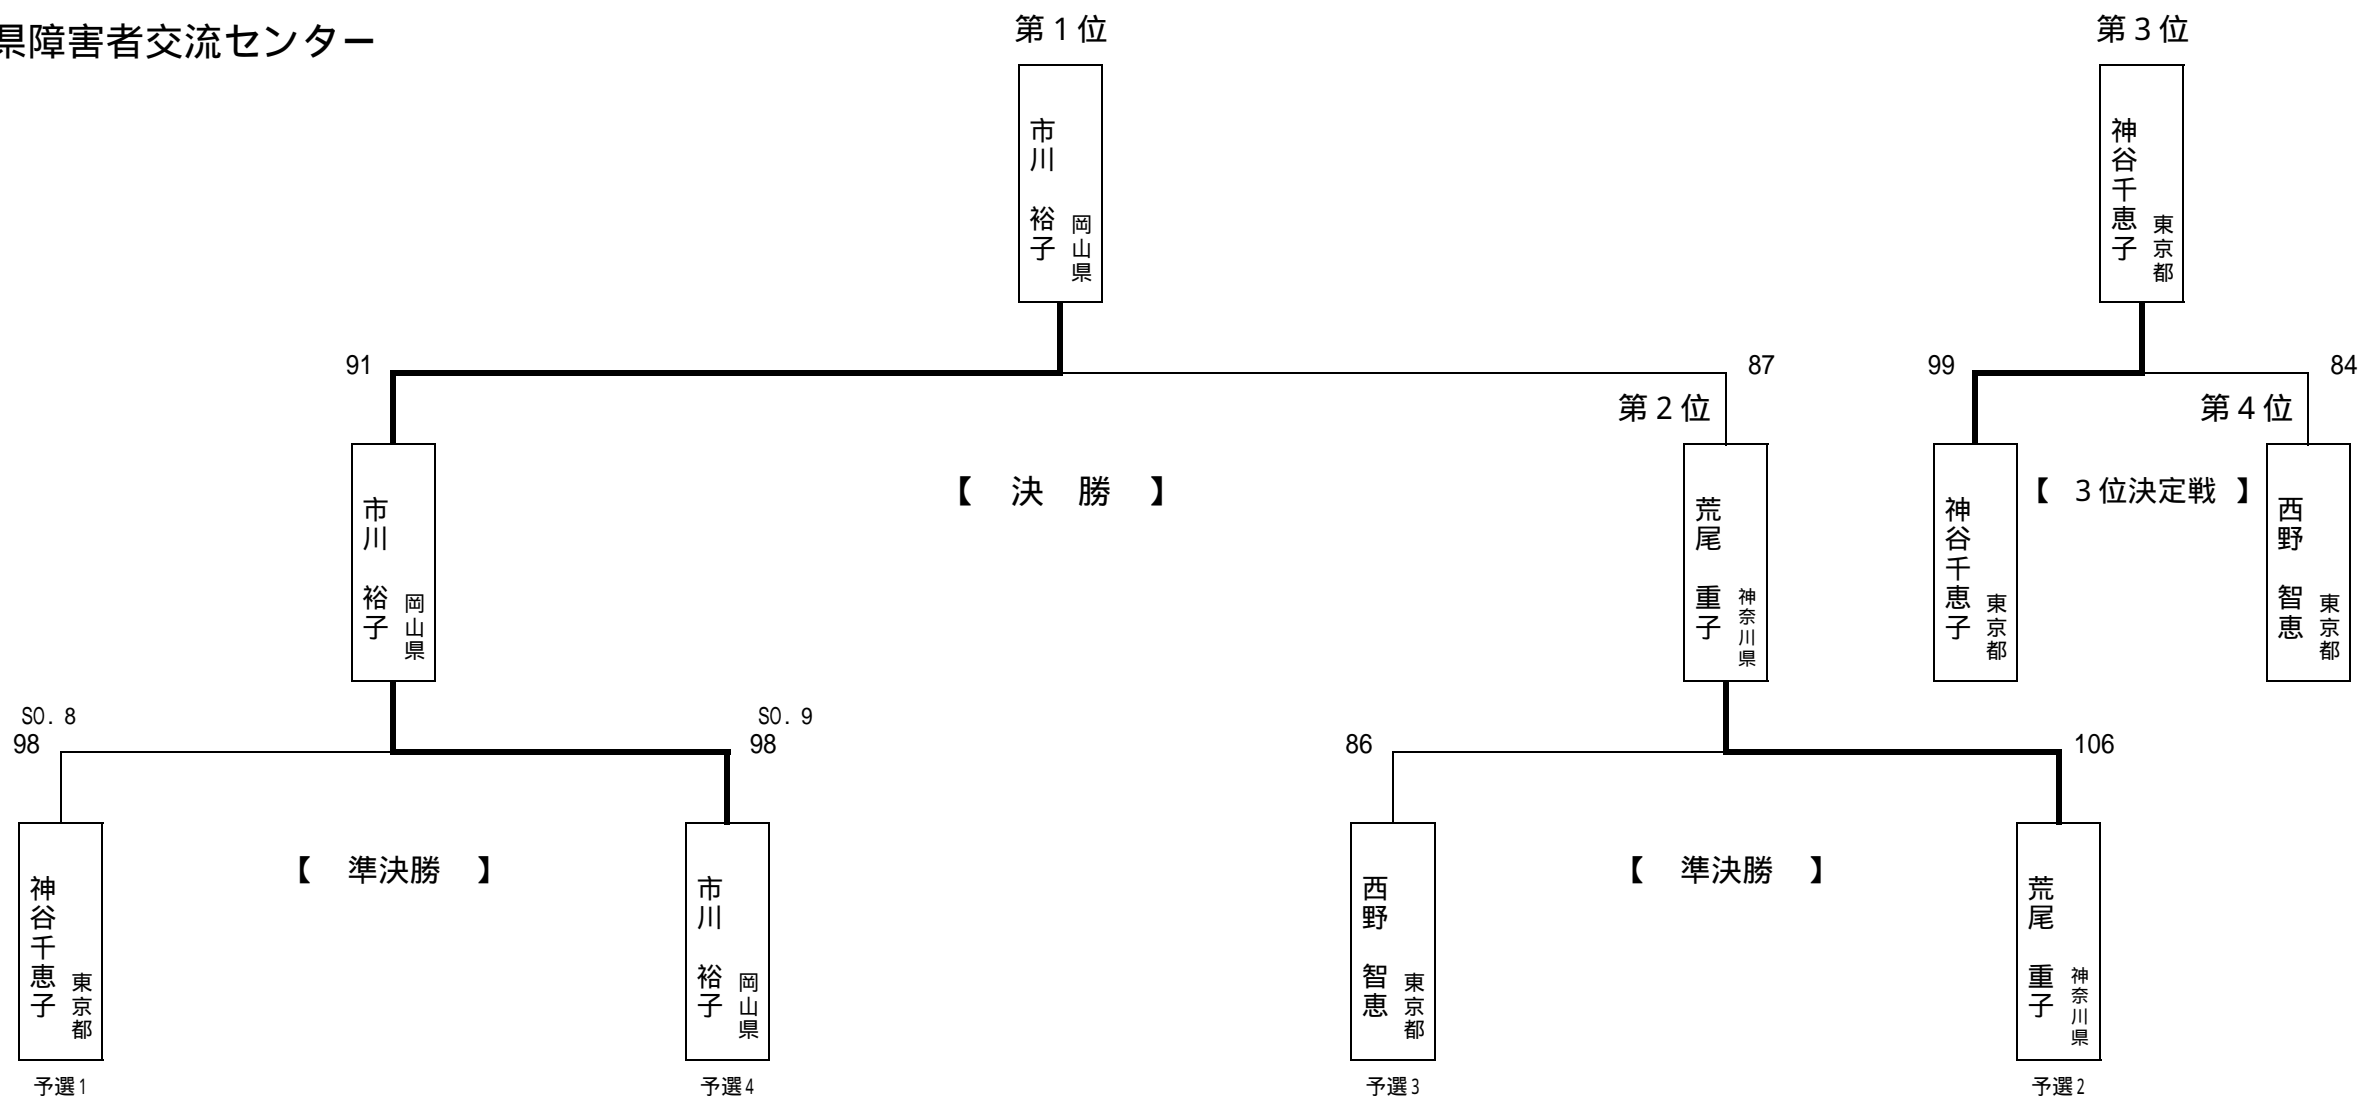 県障害者交流センター
第1位
第3位
市川 裕子
岡山県
神谷千恵子
東京都
91
87
99
84
第2位
第4位
市川 裕子
岡山県
【 決 勝 】
荒尾 重子
神奈川県
神谷千恵子
東京都
【 3位決定戦 】
西野 智恵
東京都
SO. 8
98
SO. 9
98
86
106
神谷千恵子
東京都
【 準決勝 】
市川 裕子
岡山県
西野 智恵
東京都
【 準決勝 】
荒尾 重子
神奈川県
予選1
予選4
予選3
予選2